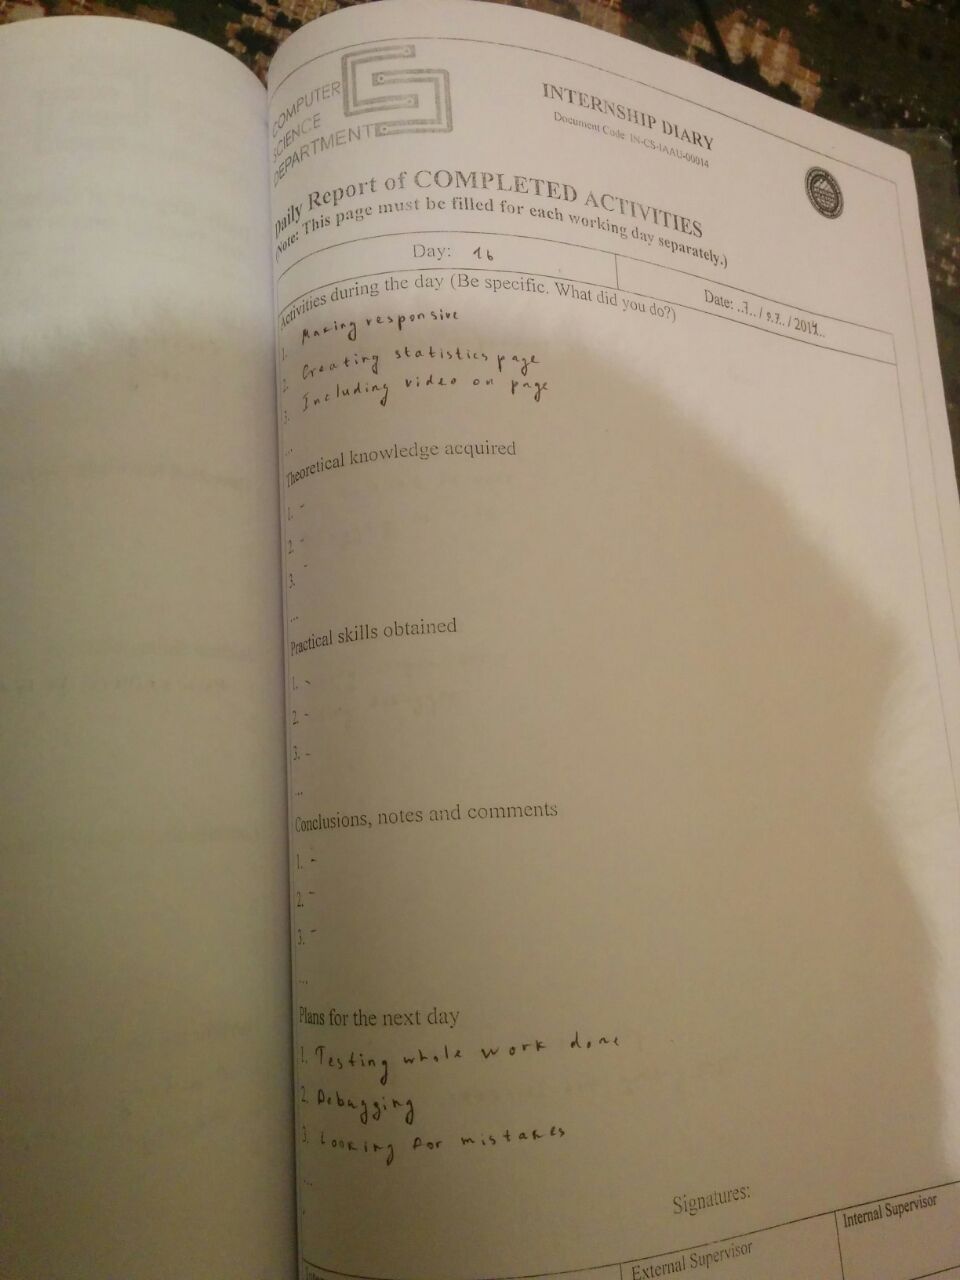 COMPUTER
SCIENCE
DEPARTMENT
INTERNSHIP DIARY
Document Code: IN-CS-IAAU-00014
Daily Report of COMPLETED ACTIVITIES
(Note: This page must be filled for each working day separately.)
Day: 16
Date: ..7.. / 07.. / 2017..
Activities during the day (Be specific. What did you do?)
1. Making responsive
2. Creating statistics page
3. Including video on page
...
Theoretical knowledge acquired
1. -
2. -
3. -
...
Practical skills obtained
1. -
2. -
3. -
...
Conclusions, notes and comments
1. -
2. -
3. -
...
Plans for the next day
1. Testing whole work done
2. Debugging
3. Looking for mistakes
...
Signatures:
External Supervisor
Internal Supervisor